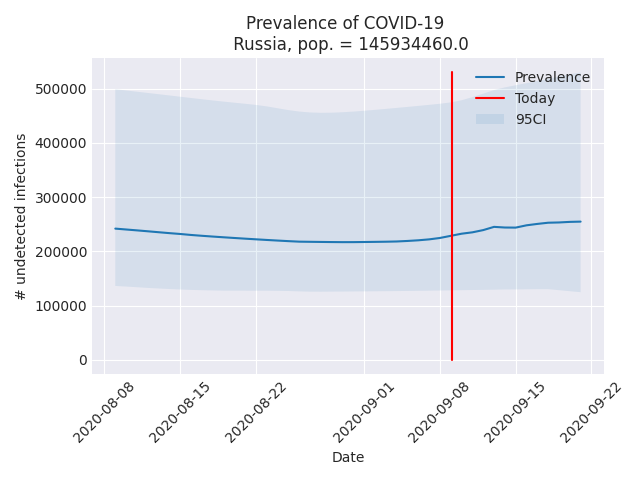 Prevalence of COVID-19
Russia, pop. = 145934460.0
Prevalence
Today
95CI
500000
400000
300000
200000
100000
0
# undetected infections
2020-08-08
2020-08-15
2020-08-22
2020-09-01
2020-09-08
2020-09-15
2020-09-22
Date